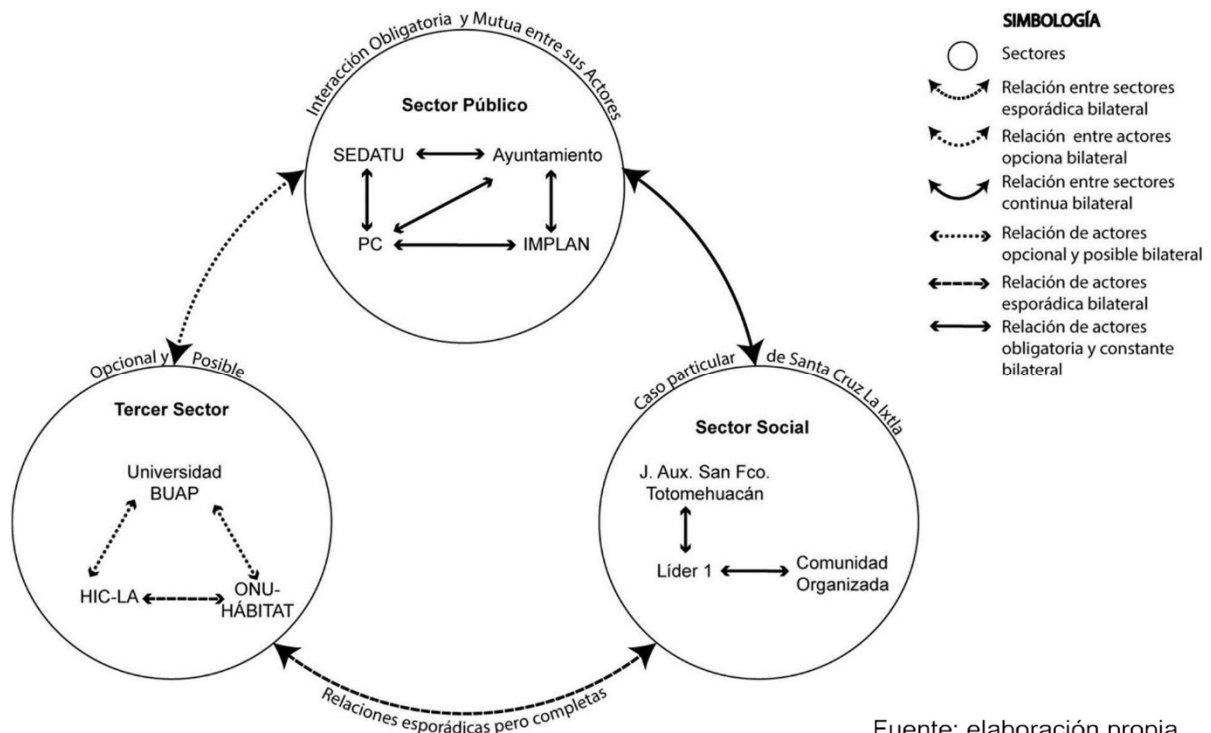 Interacción Obligatoria y Mutua entre sus Actores
Sector Público
SEDATU
Ayuntamiento
PC
IMPLAN
Opcional y Posible
Tercer Sector
Universidad
BUAP
HIC-LA
ONU-
HÁBITAT
Caso particular de Santa Cruz La Ixtla
Sector Social
J. Aux. San Fco.
Totomehuacán
Líder 1
Comunidad
Organizada
Relaciones esporádicas pero completas
SIMBOLOGÍA
Sectores
Relación entre sectores
esporádica bilateral
Relación entre actores
opciona bilateral
Relación entre sectores
continua bilateral
Relación de actores
opcional y posible bilateral
Relación de actores
esporádica bilateral
Relación de actores
obligatoria y constante
bilateral
Fuente: elaboración propia